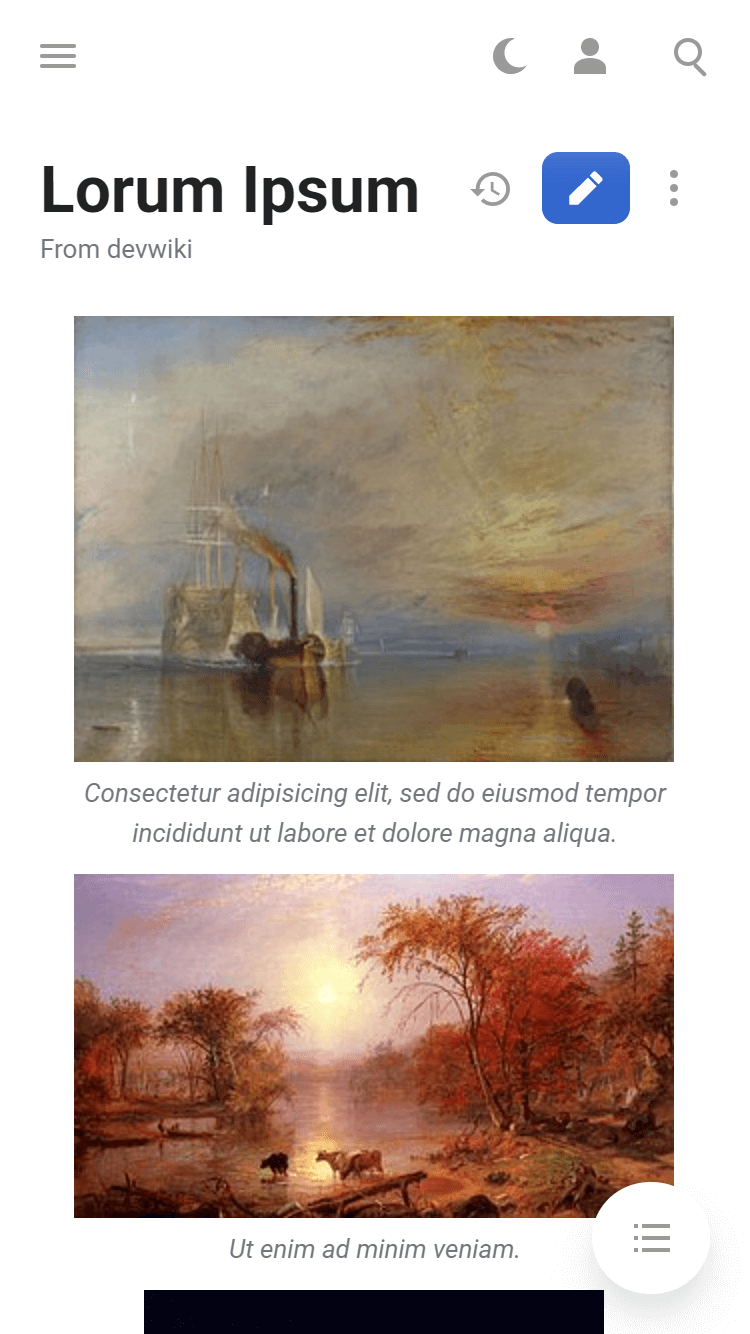 Lorum Ipsum
From devwiki
Consectetur adipisicing elit, sed do eiusmod tempor
incididunt ut labore et dolore magna aliqua.
Ut enim ad minim veniam.